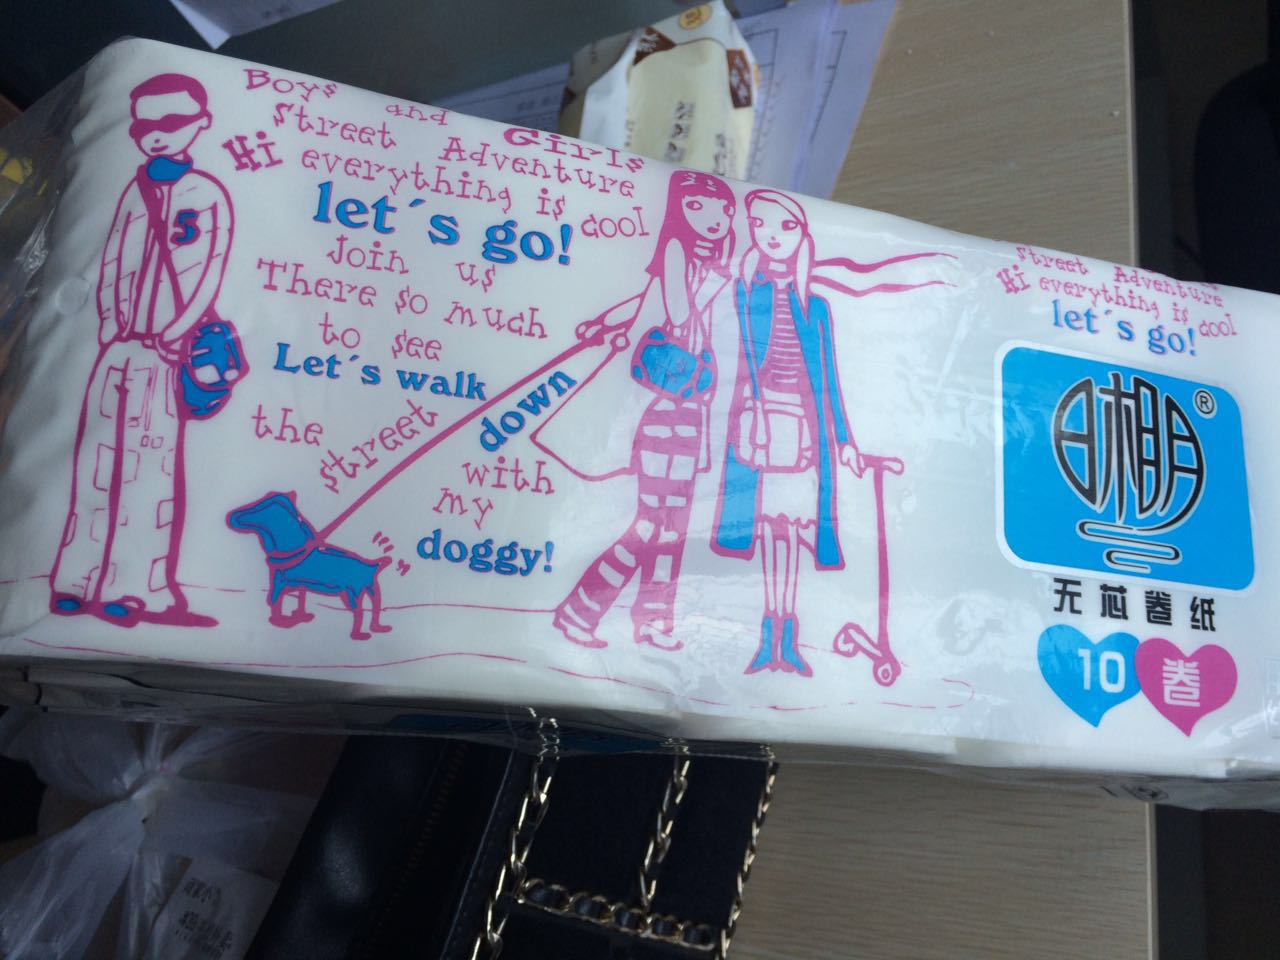 Boys and Girls
Street Adventure
Hi everything is cool
let´s go!
join us
There so much
to see
Let´s walk
down
the street
with
my
doggy!
Street Adventure
Hi everything is cool
let´s go!
日相月®
无芯卷纸
10卷